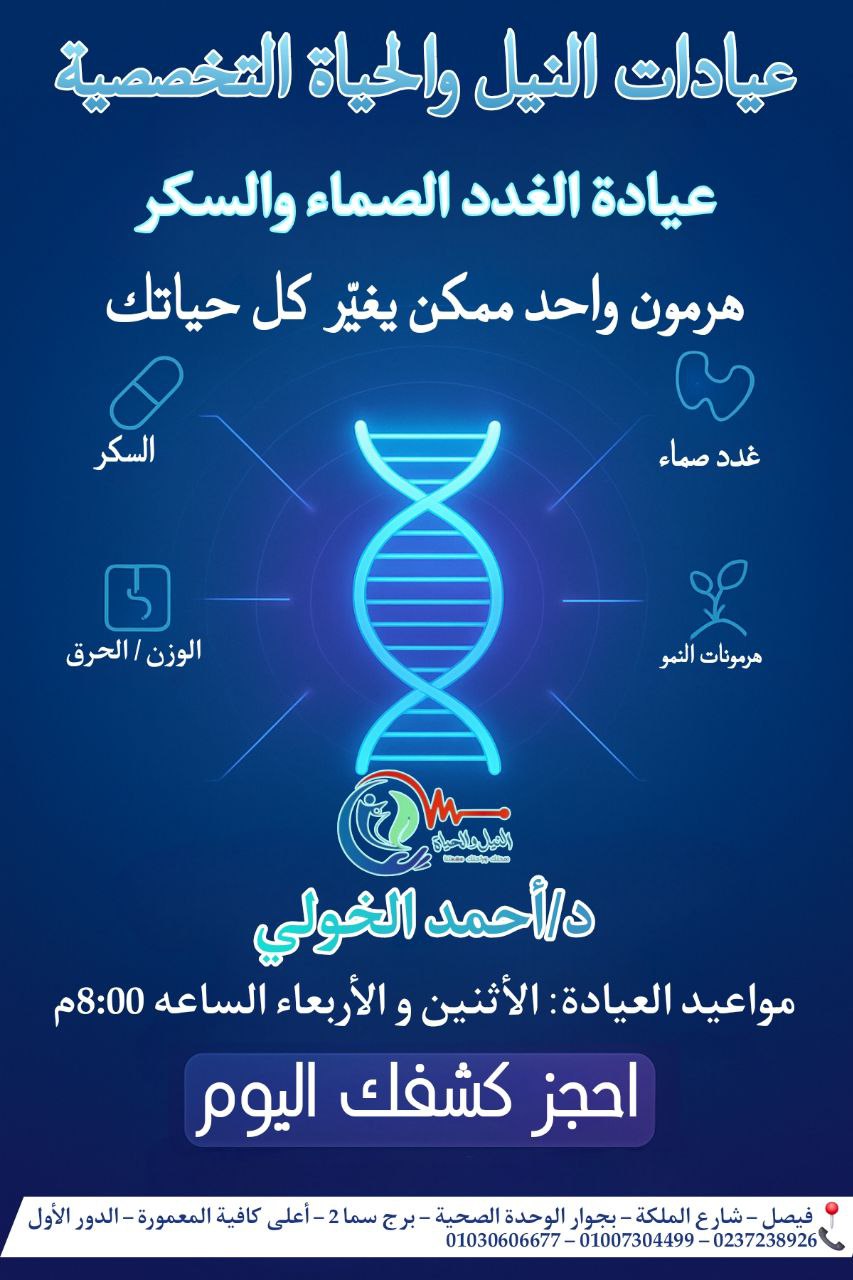 عيادات النيل والحياة التخصصية
عيادة الغدد الصماء والسكر
هرمون واحد ممكن يغيّر كل حياتك
غدد صماء
السكر
هرمونات النمو
الوزن / الحرق
النيل والحياة
د/أحمد الخولي
مواعيد العيادة: الأثنين و الأربعاء الساعه 8:00م
احجز كشفك اليوم
فيصل – شارع الملكة – بجوار الوحدة الصحية – برج سما 2 – أعلى كافية المعمورة – الدور الأول
0237238926 – 01007304499 – 01030606677